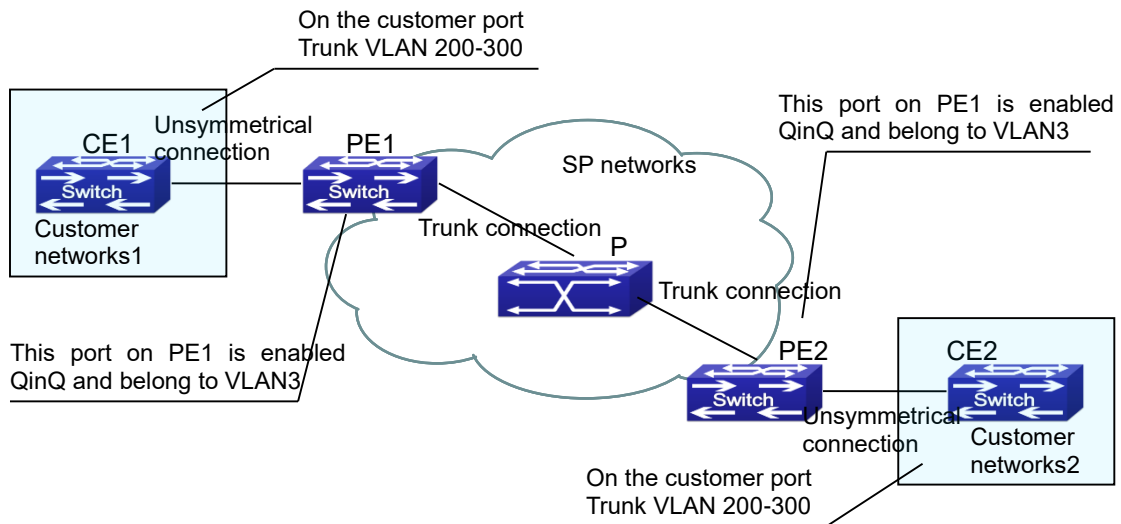 On the customer port
Trunk VLAN 200-300
This port on PE1 is enabled
QinQ and belong to VLAN3
Unsymmetrical
connection
CE1
PE1
SP networks
Switch
Switch
Customer
networks1
Trunk connection
P
Trunk connection
This port on PE1 is enabled
QinQ and belong to VLAN3
PE2
CE2
Switch
Switch
Unsymmetrical
connection
Customer
networks2
On the customer port
Trunk VLAN 200-300